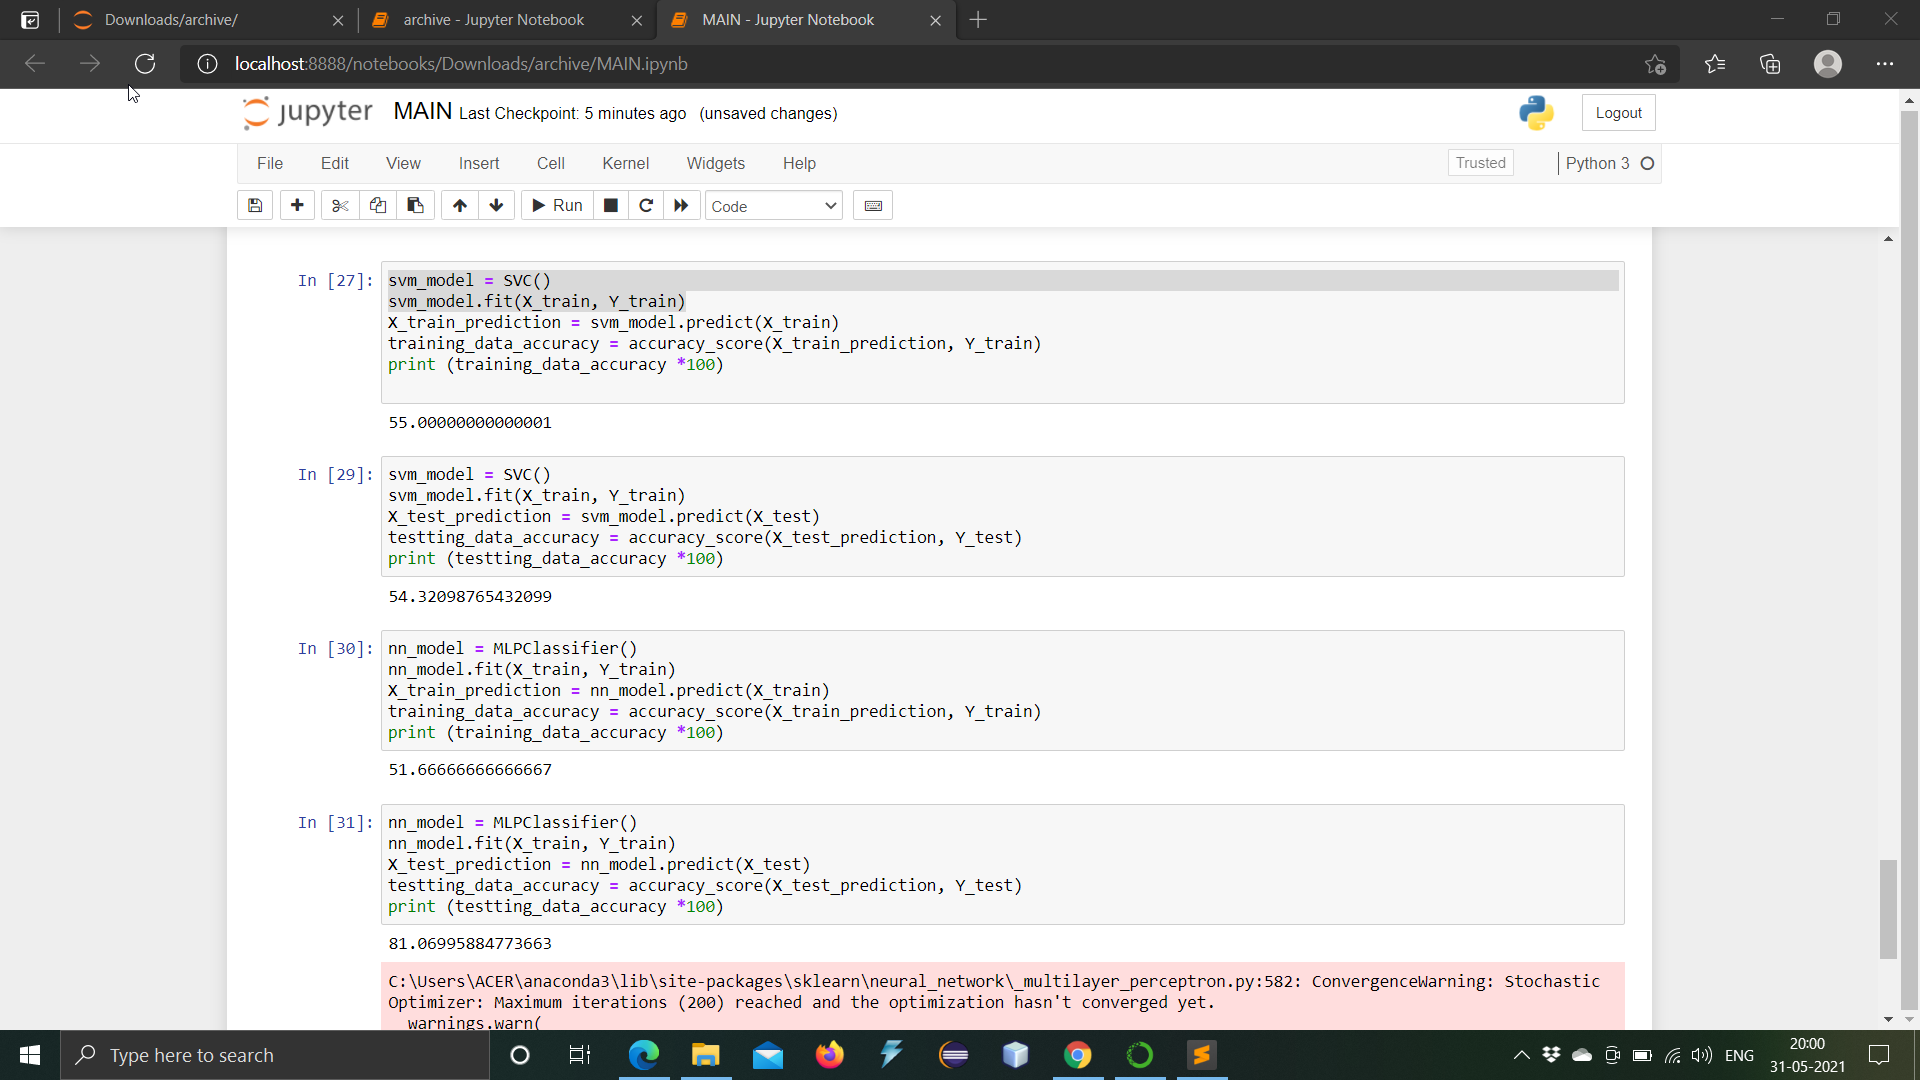 Downloads/archive/
archive - Jupyter Notebook
MAIN - Jupyter Notebook
localhost:8888/notebooks/Downloads/archive/MAIN.ipynb
jupyter MAIN Last Checkpoint: 5 minutes ago (unsaved changes)
Logout
File Edit View Insert Cell Kernel Widgets Help
Trusted
Python 3
Run
Code
In [27]: svm_model = SVC()
svm_model.fit(X_train, Y_train)
X_train_prediction = svm_model.predict(X_train)
training_data_accuracy = accuracy_score(X_train_prediction, Y_train)
print (training_data_accuracy *100)
55.00000000000001
In [29]: svm_model = SVC()
svm_model.fit(X_train, Y_train)
X_test_prediction = svm_model.predict(X_test)
testting_data_accuracy = accuracy_score(X_test_prediction, Y_test)
print (testting_data_accuracy *100)
54.32098765432099
In [30]: nn_model = MLPClassifier()
nn_model.fit(X_train, Y_train)
X_train_prediction = nn_model.predict(X_train)
training_data_accuracy = accuracy_score(X_train_prediction, Y_train)
print (training_data_accuracy *100)
51.66666666666667
In [31]: nn_model = MLPClassifier()
nn_model.fit(X_train, Y_train)
X_test_prediction = nn_model.predict(X_test)
testting_data_accuracy = accuracy_score(X_test_prediction, Y_test)
print (testting_data_accuracy *100)
81.06995884773663
C:\Users\ACER\anaconda3\lib\site-packages\sklearn\neural_network\_multilayer_perceptron.py:582: ConvergenceWarning: Stochastic
Optimizer: Maximum iterations (200) reached and the optimization hasn't converged yet.
warnings.warn(
Type here to search
ENG
20:00
31-05-2021